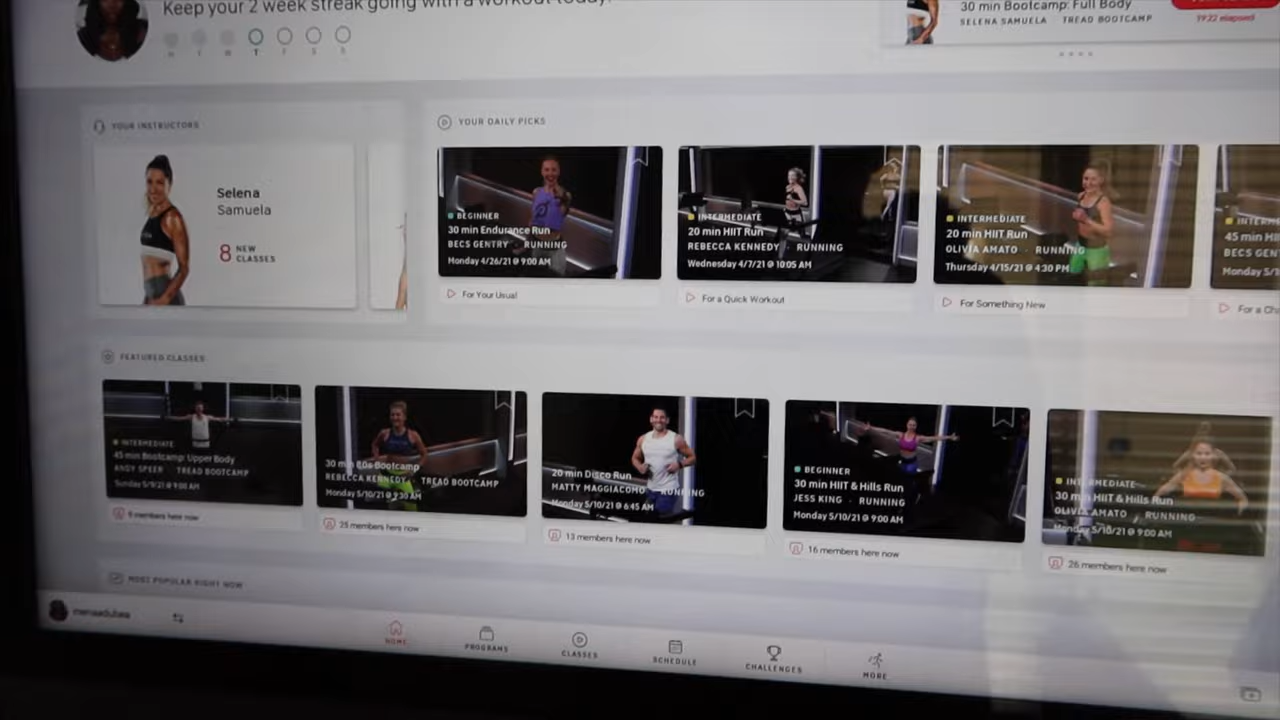 Keep your 2 week streak going with a workout today!
30 min Bootcamp: Full Body
SELENA SAMUELA TREAD BOOTCAMP
19:22 elapsed
T F S S
YOUR INSTRUCTORS
Selena
Samuela
8 NEW
CLASSES
YOUR DAILY PICKS
BEGINNER
30 min Endurance Run
BECS GENTRY · RUNNING
Monday 4/26/21 @ 9:00 AM
For Your Usual
INTERMEDIATE
20 min HIIT Run
REBECCA KENNEDY · RUNNING
Wednesday 4/7/21 @ 10:05 AM
For a Quick Workout
INTERMEDIATE
20 min HIIT Run
OLIVIA AMATO · RUNNING
Thursday 4/15/21 @ 4:30 PM
For Something New
45 min
BECS GEN
Monday
For a
FEATURED CLASSES
INTERMEDIATE
45 min Bootcamp: Upper Body
ANDY SPEER · TREAD BOOTCAMP
Sunday 5/9/21 @ 9:00 AM
members here now
30 min 80s Bootcamp
REBECCA KENNEDY · TREAD BOOTCAMP
Monday 5/10/21 @ 9:30 AM
25 members here now
20 min Disco Run
MATTY MAGGIACOMO · RUNNING
Monday 5/10/21 @ 6:45 AM
13 members here now
BEGINNER
30 min HIIT & Hills Run
JESS KING · RUNNING
Monday 5/10/21 @ 9:00 AM
16 members here now
INTERMEDIATE
30 min HIIT & Hills Run
OLIVIA AMATO · RUNNING
Monday 5/10/21 @ 9:00 AM
26 members here now
MOST POPULAR RIGHT NOW
HOME
PROGRAMS
CLASSES
SCHEDULE
CHALLENGES
MORE